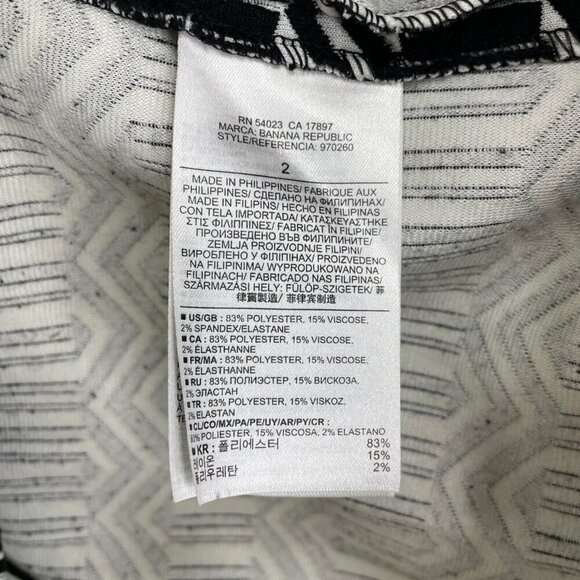 RN 54023 CA 17897
MARCA: BANANA REPUBLIC
STYLE/REFERENCIA: 970260
2
MADE IN PHILIPPINES/ FABRIQUE AUX
PHILIPPINES/ СДЕЛАНО НА ФИЛИПИНАХ/
MADE IN FILIPINS/ HECHO EN FILIPINAS
CON TELA IMPORTADA/ ΚΑΤΑΣΚΕΥΑΣΤΗΚΕ
ΣΤΙΣ ΦΙΛΙΠΠΙΝΕΣ/ FABRICAT ÎN FILIPINE/
ПРОИЗВЕДЕНО ВЪВ ФИЛИПИНИТЕ/
ZEMLJA PROIZVODNJE FILIPINI/
ВИРОБЛЕНО У ФІЛІПІНАХ/ PROIZVEDENO
NA FILIPINIMA/ WYPRODUKOWANO NA
FILIPINACH/ FABRICADO NAS FILIPINAS/
SZÁRMAZÁSI HELY: FÜLÖP-SZIGETEK/ 菲
律賓製造/ 菲律宾制造
■ US/GB : 83% POLYESTER, 15% VISCOSE,
2% SPANDEX/ELASTANE
■ CA : 83% POLYESTER, 15% VISCOSE,
2% ÉLASTHANNE
■ FR/MA : 83% POLYESTER, 15% VISCOSE,
2% ÉLASTHANNE
■ RU : 83% ПОЛИЭСТЕР, 15% ВИСКОЗА,
2% ЭЛАСТАН
■ TR : 83% POLYESTER, 15% VISKOZ,
2% ELASTAN
■ CL/CO/MX/PA/PE/UY/AR/PY/CR :
83% POLIESTER, 15% VISCOSA, 2% ELASTANO
■ KR : 폴리에스터 83%
레이온 15%
폴리우레탄 2%